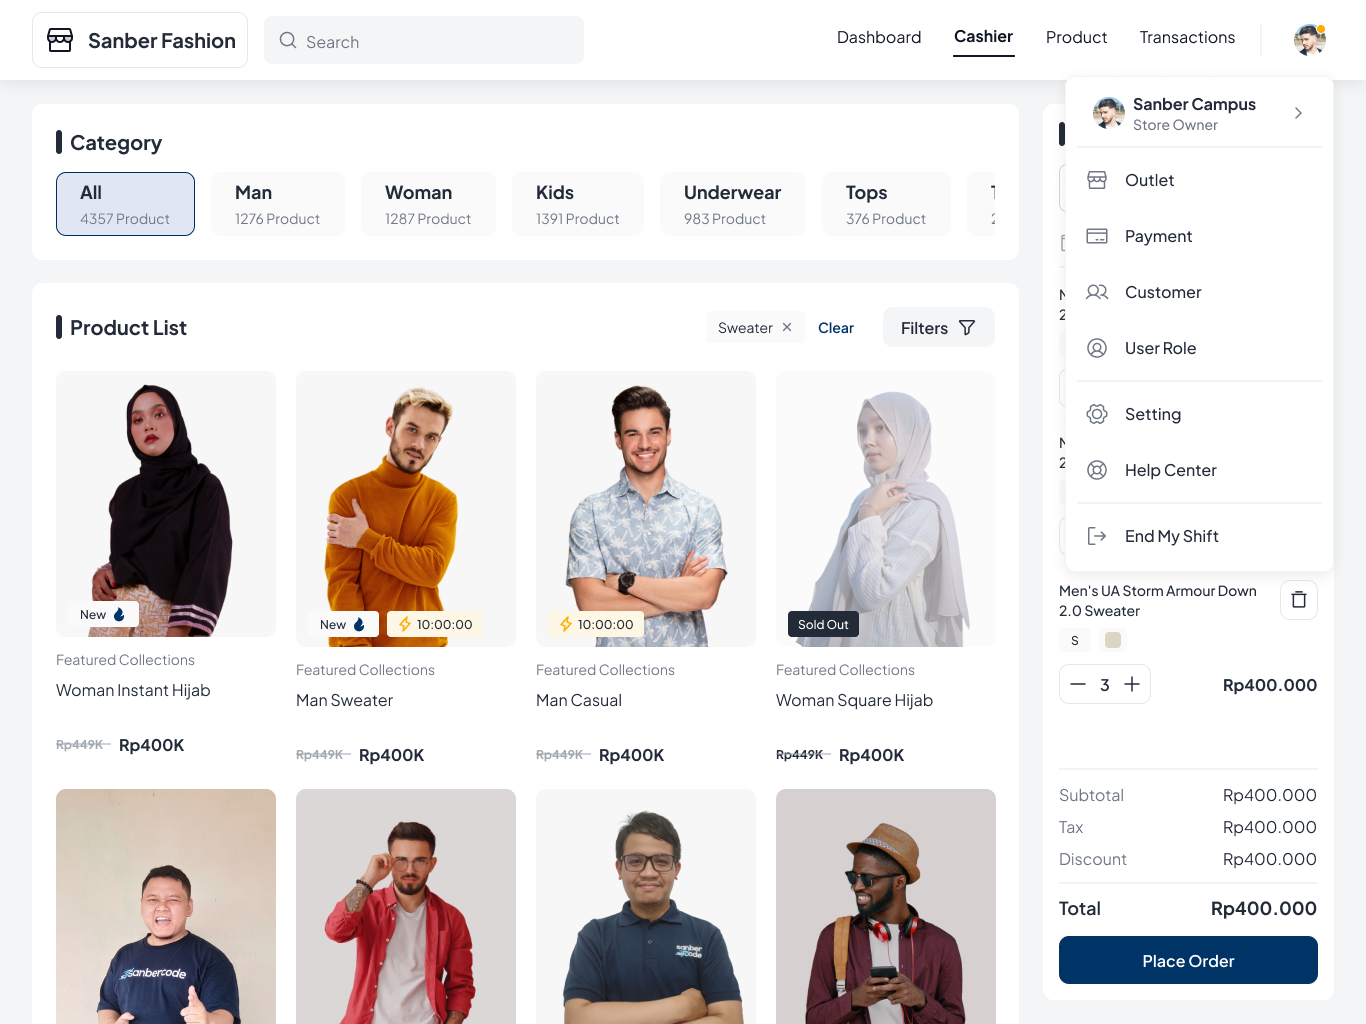 Sanber Fashion
Search
Dashboard
Cashier
Product
Transactions
Sanber Campus
Store Owner
Outlet
Payment
Customer
User Role
Setting
Help Center
End My Shift
Category
All
4357 Product
Man
1276 Product
Woman
1287 Product
Kids
1391 Product
Underwear
983 Product
Tops
376 Product
Product List
Sweater
Clear
Filters
New
Featured Collections
Woman Instant Hijab
Rp449K Rp400K
New
10:00:00
Featured Collections
Man Sweater
Rp449K Rp400K
10:00:00
Featured Collections
Man Casual
Rp449K Rp400K
Sold Out
Featured Collections
Woman Square Hijab
Rp449K Rp400K
sanbercode
sanber
code
Men's UA Storm Armour Down
2.0 Sweater
S
3
Rp400.000
Subtotal Rp400.000
Tax Rp400.000
Discount Rp400.000
Total Rp400.000
Place Order